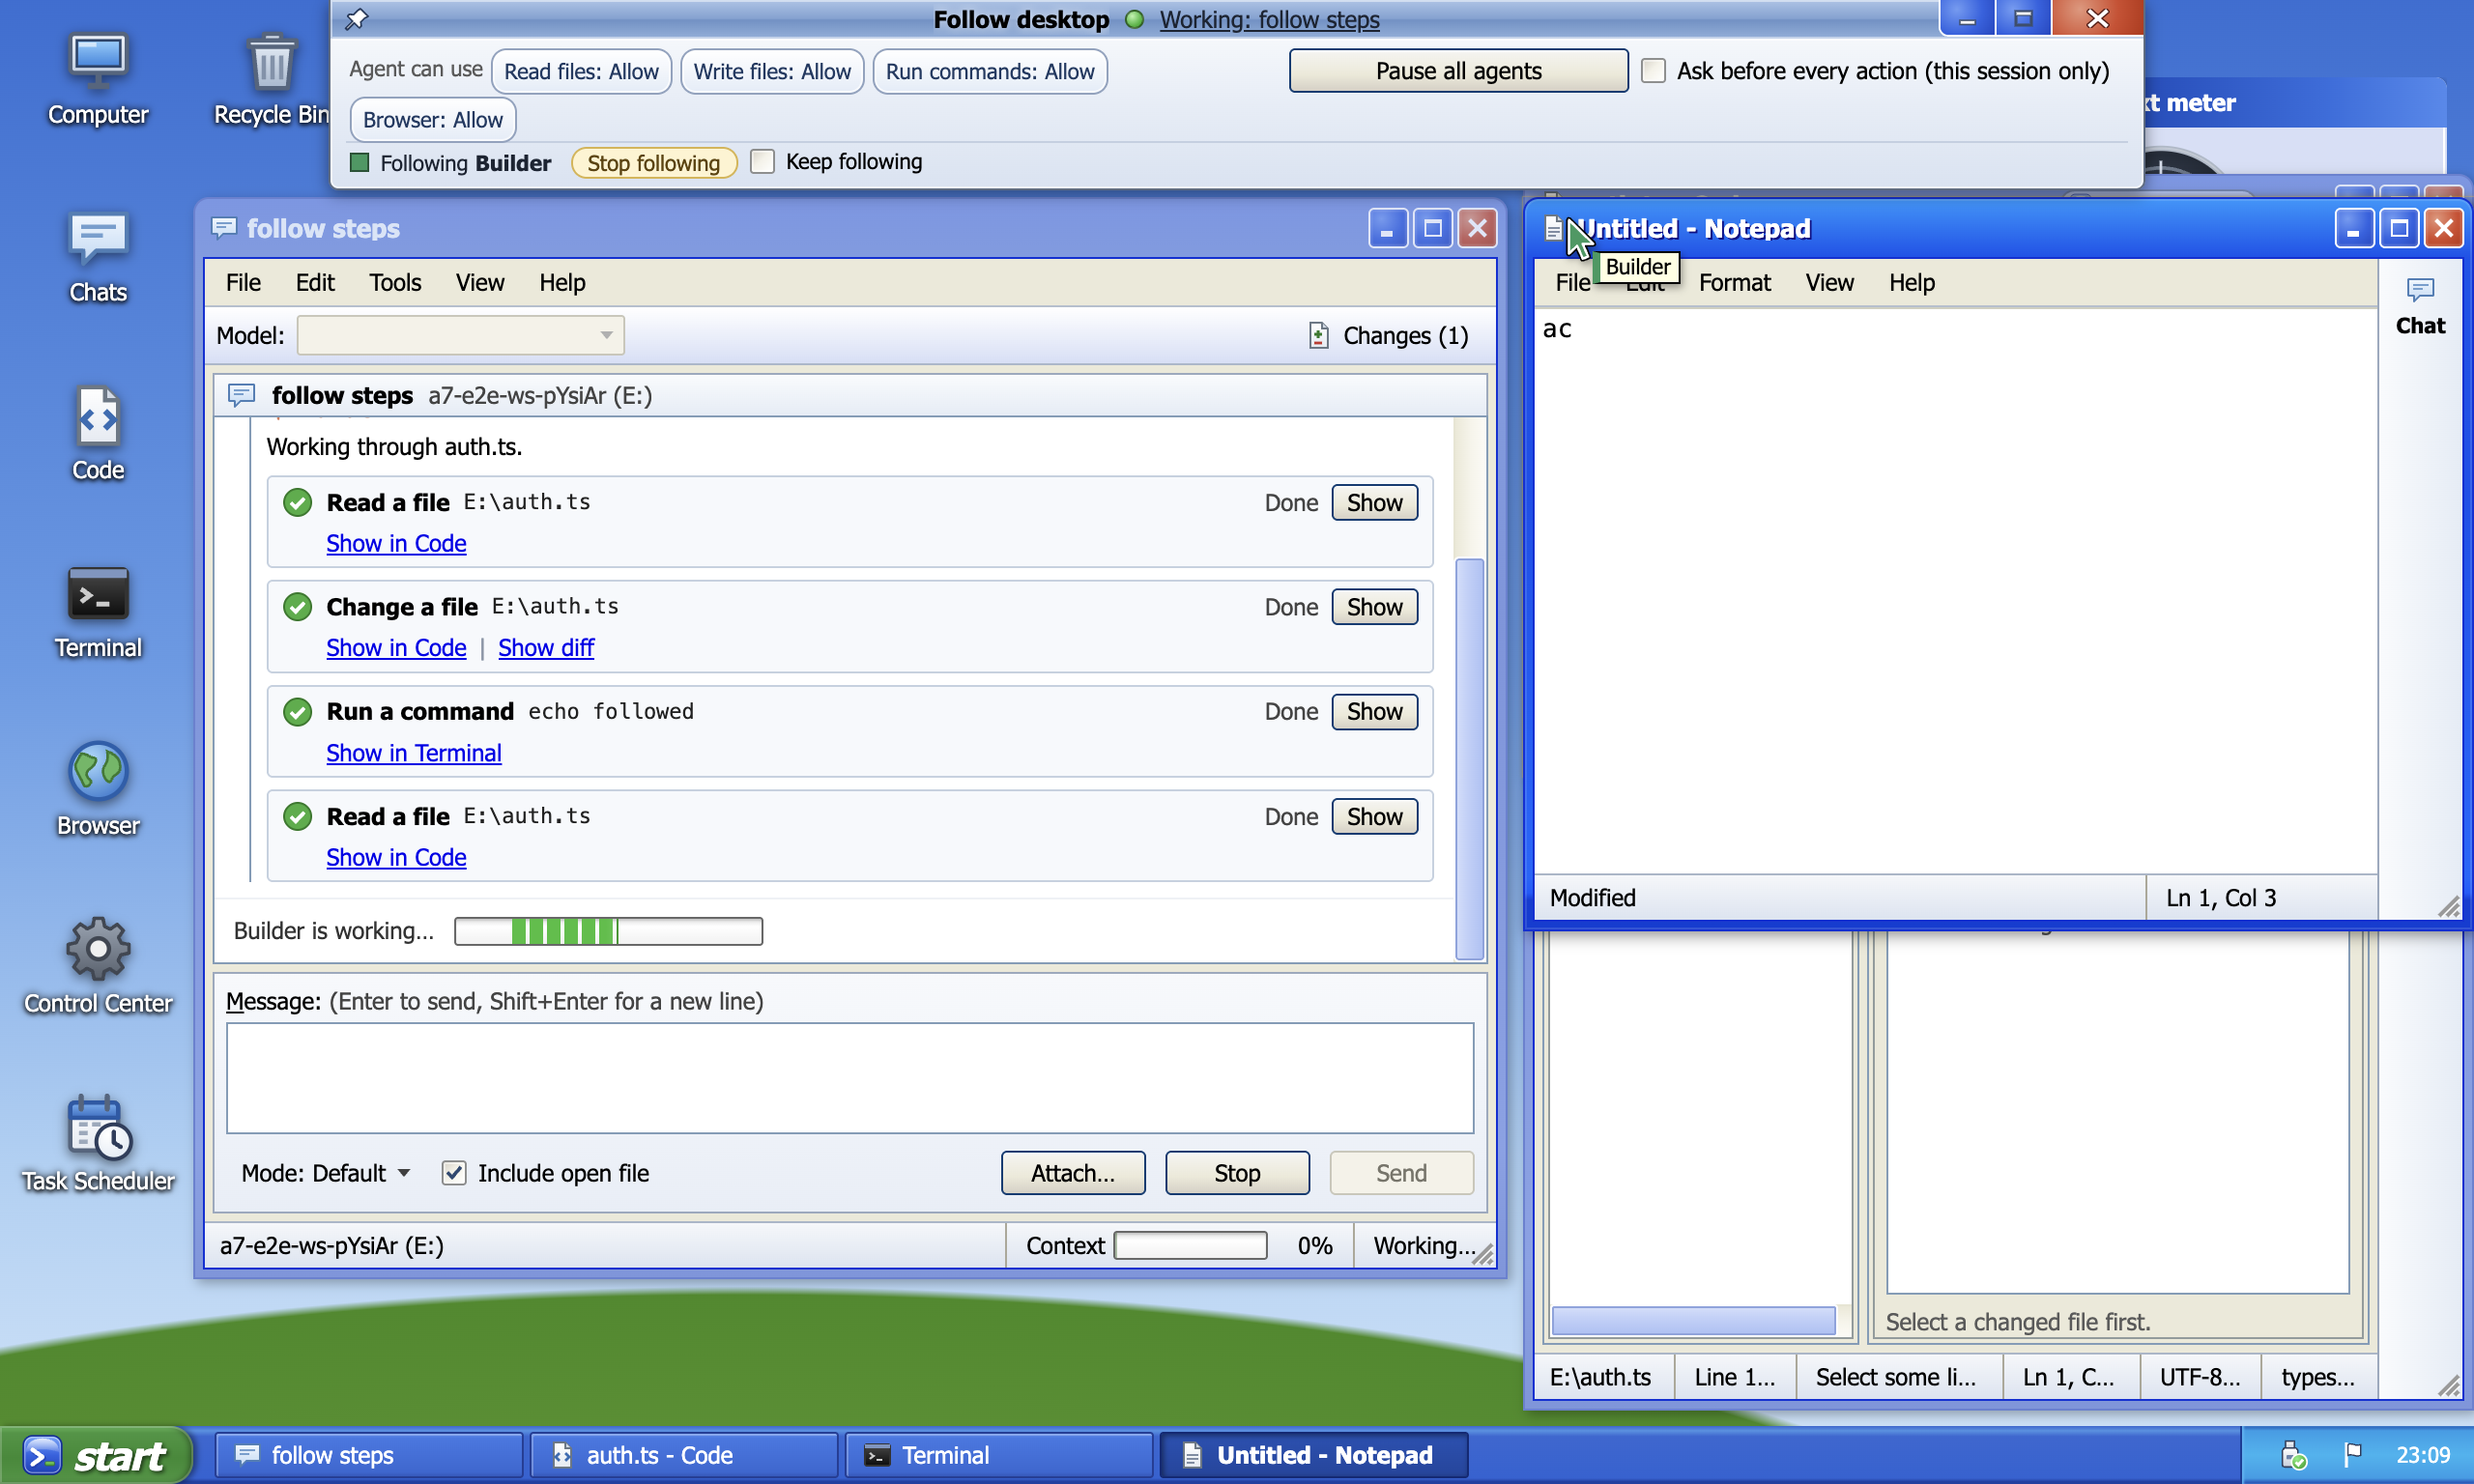 Follow desktop Working: follow steps
Agent can use Read files: Allow Write files: Allow Run commands: Allow Pause all agents Ask before every action (this session only)
Browser: Allow
Following Builder Stop following Keep following
Computer
Recycle Bin
Chats
Code
Terminal
Browser
Control Center
Task Scheduler
meter
follow steps
File Edit Tools View Help
Model: Changes (1)
follow steps a7-e2e-ws-pYsiAr (E:)
Working through auth.ts.
Read a file E:\auth.ts Done Show
Show in Code
Change a file E:\auth.ts Done Show
Show in Code | Show diff
Run a command echo followed Done Show
Show in Terminal
Read a file E:\auth.ts Done Show
Show in Code
Builder is working...
Message: (Enter to send, Shift+Enter for a new line)
Mode: Default Include open file Attach... Stop Send
a7-e2e-ws-pYsiAr (E:) Context 0% Working...
Untitled - Notepad
Builder
File Edit Format View Help
Chat
ac
Modified Ln 1, Col 3
Select a changed file first.
E:\auth.ts Line 1... Select some li... Ln 1, C... UTF-8... types...
start follow steps auth.ts - Code Terminal Untitled - Notepad 23:09